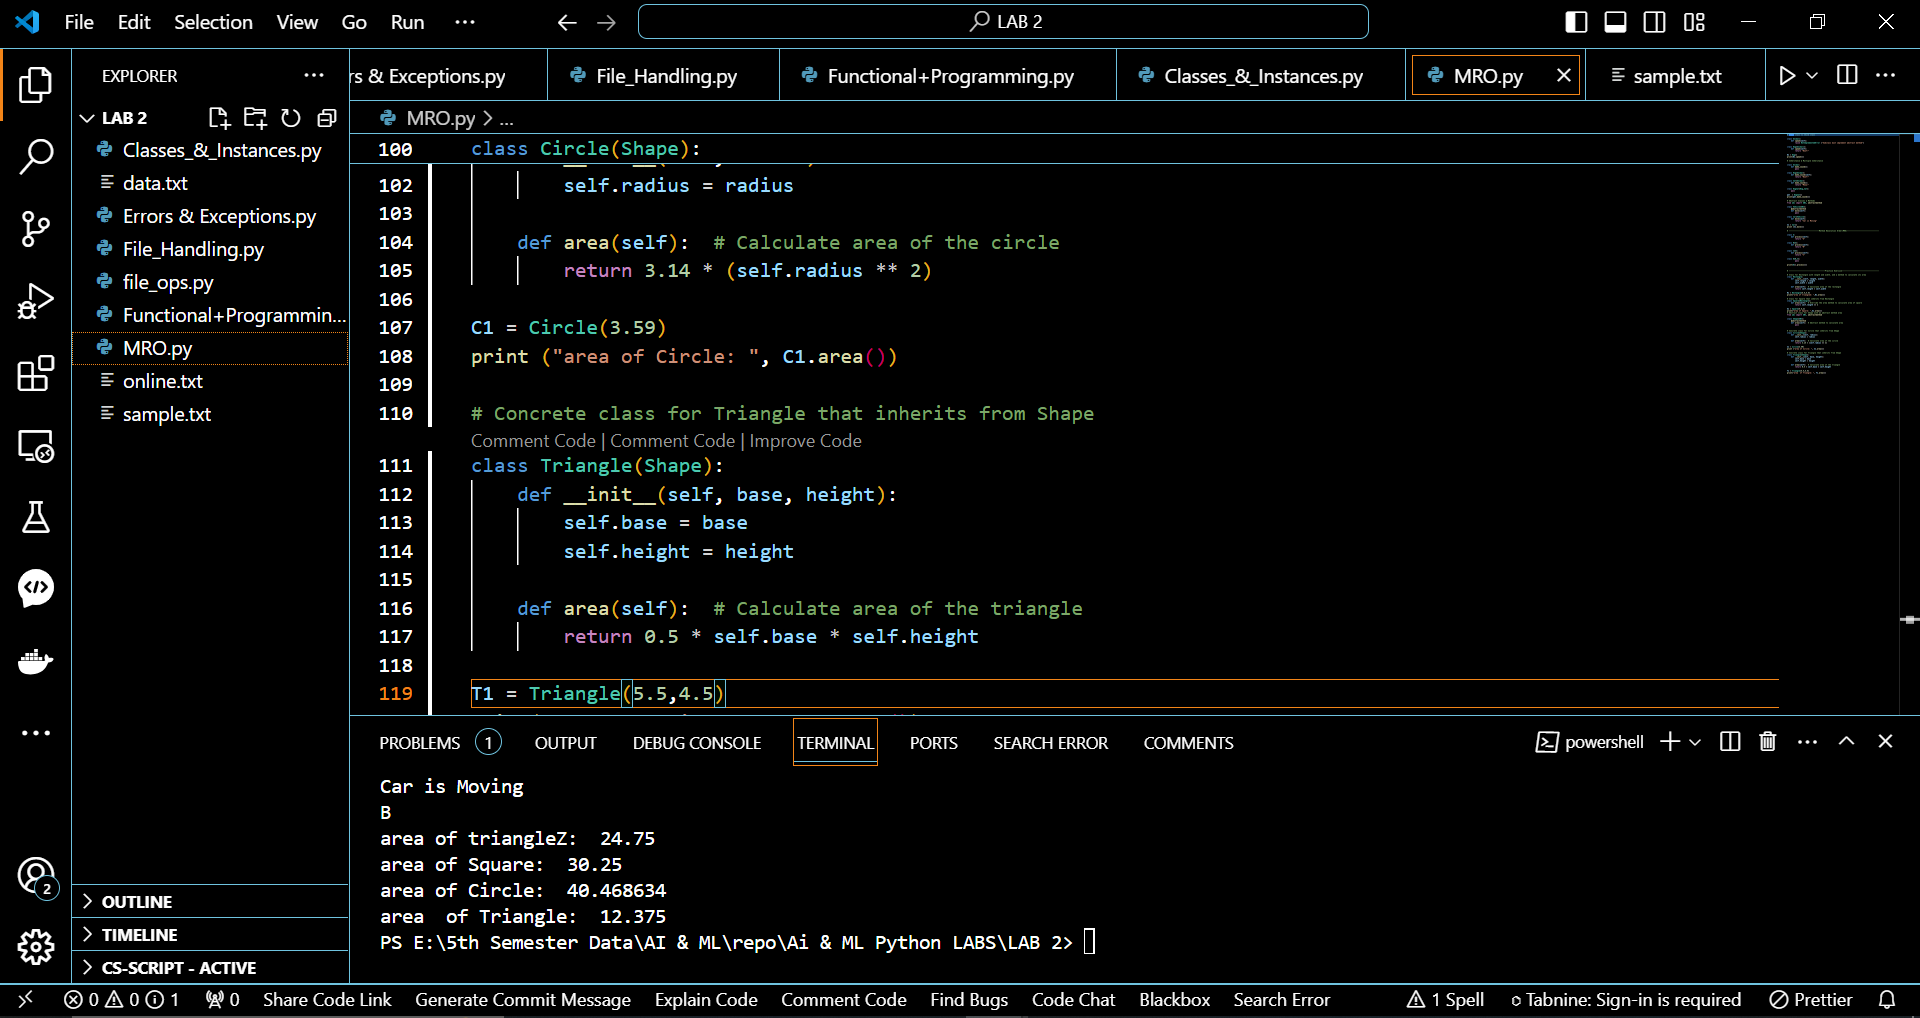 File Edit Selection View Go Run ··· LAB 2
EXPLORER
s & Exceptions.py File_Handling.py Functional+Programming.py Classes_&_Instances.py MRO.py sample.txt
LAB 2
MRO.py > ...
Classes_&_Instances.py
data.txt
Errors & Exceptions.py
File_Handling.py
file_ops.py
Functional+Programmin...
MRO.py
online.txt
sample.txt
100 class Circle(Shape):
102 self.radius = radius
103
104 def area(self): # Calculate area of the circle
105 return 3.14 * (self.radius ** 2)
106
107 C1 = Circle(3.59)
108 print ("area of Circle: ", C1.area())
109
110 # Concrete class for Triangle that inherits from Shape
Comment Code | Comment Code | Improve Code
111 class Triangle(Shape):
112 def __init__(self, base, height):
113 self.base = base
114 self.height = height
115
116 def area(self): # Calculate area of the triangle
117 return 0.5 * self.base * self.height
118
119 T1 = Triangle(5.5,4.5)
PROBLEMS 1 OUTPUT DEBUG CONSOLE TERMINAL PORTS SEARCH ERROR COMMENTS powershell
Car is Moving
B
area of triangleZ:  24.75
area of Square:  30.25
area of Circle:  40.468634
area  of Triangle:  12.375
PS E:\5th Semester Data\AI & ML\repo\Ai & ML Python LABS\LAB 2>
2
OUTLINE
TIMELINE
CS-SCRIPT - ACTIVE
0 0 1 0 Share Code Link Generate Commit Message Explain Code Comment Code Find Bugs Code Chat Blackbox Search Error 1 Spell Tabnine: Sign-in is required Prettier